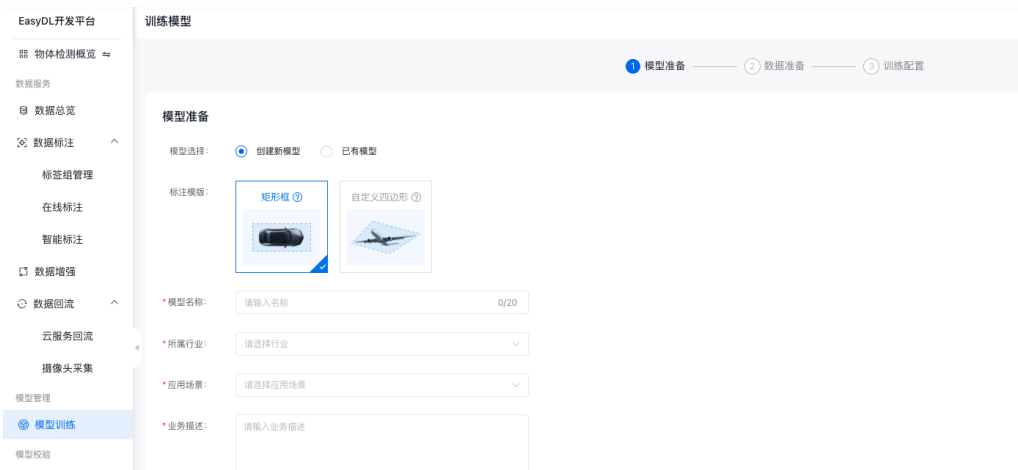 EasyDL开发平台
训练模型
物体检测概览
1 模型准备
2 数据准备
3 训练配置
数据服务
数据总览
数据标注
标签组管理
在线标注
智能标注
数据增强
数据回流
云服务回流
摄像头采集
模型管理
模型训练
模型校验
模型准备
模型选择: 创建新模型 已有模型
标注模版: 矩形框 ? 自定义四边形 ?
*模型名称: 请输入名称 0/20
*所属行业: 请选择行业
*应用场景: 请选择应用场景
*业务描述: 请输入业务描述